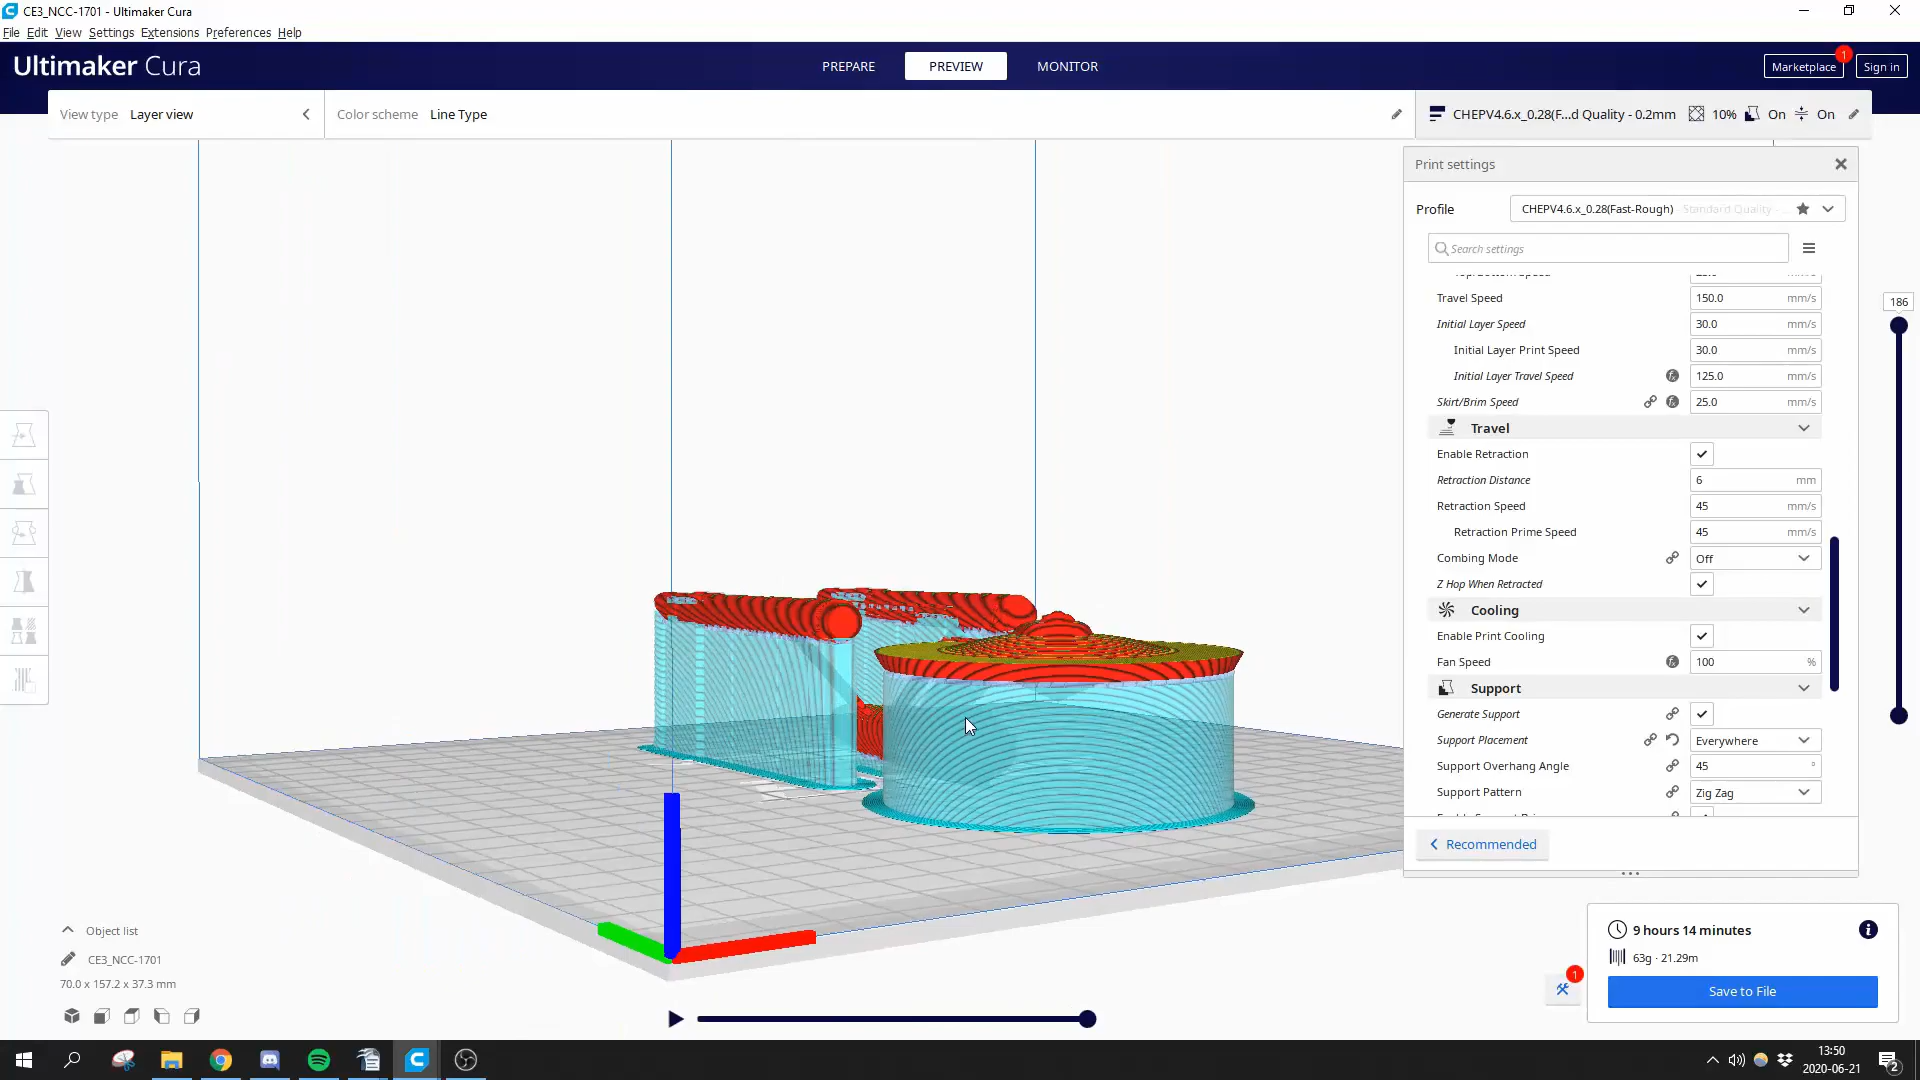 CE3_NCC-1701 - Ultimaker Cura
File Edit View Settings Extensions Preferences Help
Ultimaker Cura
PREPARE PREVIEW MONITOR
Marketplace 1 Sign in
View type Layer view Color scheme Line Type
CHEPV4.6.x_0.28(F...d Quality - 0.2mm 10% On On
Print settings
Profile CHEPV4.6.x_0.28(Fast-Rough) - Standard Quality - ...
Search settings
Travel Speed 150.0 mm/s
Initial Layer Speed 30.0 mm/s
Initial Layer Print Speed 30.0 mm/s
Initial Layer Travel Speed 125.0 mm/s
Skirt/Brim Speed 25.0 mm/s
Travel
Enable Retraction
Retraction Distance 6 mm
Retraction Speed 45 mm/s
Retraction Prime Speed 45 mm/s
Combing Mode Off
Z Hop When Retracted
Cooling
Enable Print Cooling
Fan Speed 100 %
Support
Generate Support
Support Placement Everywhere
Support Overhang Angle 45 °
Support Pattern Zig Zag
Recommended
186
Object list
CE3_NCC-1701
70.0 x 157.2 x 37.3 mm
9 hours 14 minutes
63g · 21.29m
1
Save to File
13:50
2020-06-21
2